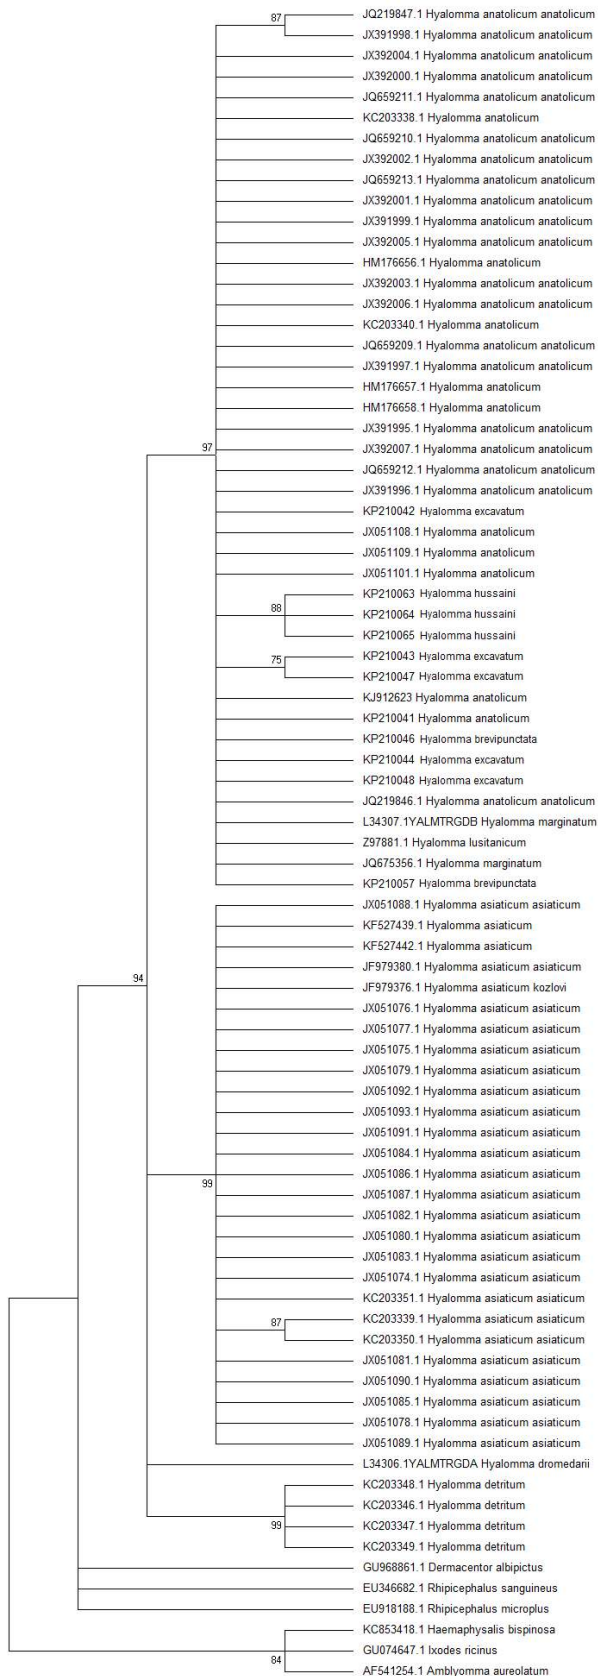 87
JQ219847.1 Hyalomma anatolicum anatolicum
JX391998.1 Hyalomma anatolicum anatolicum
JX392004.1 Hyalomma anatolicum anatolicum
JX392000.1 Hyalomma anatolicum anatolicum
JQ659211.1 Hyalomma anatolicum anatolicum
KC203338.1 Hyalomma anatolicum
JQ659210.1 Hyalomma anatolicum anatolicum
JX392002.1 Hyalomma anatolicum anatolicum
JQ659213.1 Hyalomma anatolicum anatolicum
JX392001.1 Hyalomma anatolicum anatolicum
JX391999.1 Hyalomma anatolicum anatolicum
JX392005.1 Hyalomma anatolicum anatolicum
HM176656.1 Hyalomma anatolicum
JX392003.1 Hyalomma anatolicum anatolicum
JX392006.1 Hyalomma anatolicum anatolicum
KC203340.1 Hyalomma anatolicum
JQ659209.1 Hyalomma anatolicum anatolicum
JX391997.1 Hyalomma anatolicum anatolicum
HM176657.1 Hyalomma anatolicum
HM176658.1 Hyalomma anatolicum
JX391995.1 Hyalomma anatolicum anatolicum
97
JX392007.1 Hyalomma anatolicum anatolicum
JQ659212.1 Hyalomma anatolicum anatolicum
JX391996.1 Hyalomma anatolicum anatolicum
KP210042 Hyalomma excavatum
JX051108.1 Hyalomma anatolicum
JX051109.1 Hyalomma anatolicum
JX051101.1 Hyalomma anatolicum
KP210063 Hyalomma hussaini
88
KP210064 Hyalomma hussaini
KP210065 Hyalomma hussaini
75
KP210043 Hyalomma excavatum
KP210047 Hyalomma excavatum
KJ912623 Hyalomma anatolicum
KP210041 Hyalomma anatolicum
KP210046 Hyalomma brevipunctata
KP210044 Hyalomma excavatum
KP210048 Hyalomma excavatum
JQ219846.1 Hyalomma anatolicum anatolicum
L34307.1YALMTRGDB Hyalomma marginatum
Z97881.1 Hyalomma lusitanicum
JQ675356.1 Hyalomma marginatum
KP210057 Hyalomma brevipunctata
JX051088.1 Hyalomma asiaticum asiaticum
KF527439.1 Hyalomma asiaticum
KF527442.1 Hyalomma asiaticum
JF979380.1 Hyalomma asiaticum asiaticum
94
JF979376.1 Hyalomma asiaticum kozlovi
JX051076.1 Hyalomma asiaticum asiaticum
JX051077.1 Hyalomma asiaticum asiaticum
JX051075.1 Hyalomma asiaticum asiaticum
JX051079.1 Hyalomma asiaticum asiaticum
JX051092.1 Hyalomma asiaticum asiaticum
JX051093.1 Hyalomma asiaticum asiaticum
JX051091.1 Hyalomma asiaticum asiaticum
JX051084.1 Hyalomma asiaticum asiaticum
JX051086.1 Hyalomma asiaticum asiaticum
99
JX051087.1 Hyalomma asiaticum asiaticum
JX051082.1 Hyalomma asiaticum asiaticum
JX051080.1 Hyalomma asiaticum asiaticum
JX051083.1 Hyalomma asiaticum asiaticum
JX051074.1 Hyalomma asiaticum asiaticum
KC203351.1 Hyalomma asiaticum asiaticum
87
KC203339.1 Hyalomma asiaticum asiaticum
KC203350.1 Hyalomma asiaticum asiaticum
JX051081.1 Hyalomma asiaticum asiaticum
JX051090.1 Hyalomma asiaticum asiaticum
JX051085.1 Hyalomma asiaticum asiaticum
JX051078.1 Hyalomma asiaticum asiaticum
JX051089.1 Hyalomma asiaticum asiaticum
L34306.1YALMTRGDA Hyalomma dromedarii
KC203348.1 Hyalomma detritum
KC203346.1 Hyalomma detritum
99
KC203347.1 Hyalomma detritum
KC203349.1 Hyalomma detritum
GU968861.1 Dermacentor albipictus
EU346682.1 Rhipicephalus sanguineus
EU918188.1 Rhipicephalus microplus
KC853418.1 Haemaphysalis bispinosa
GU074647.1 Ixodes ricinus
84
AF541254.1 Amblyomma aureolatum